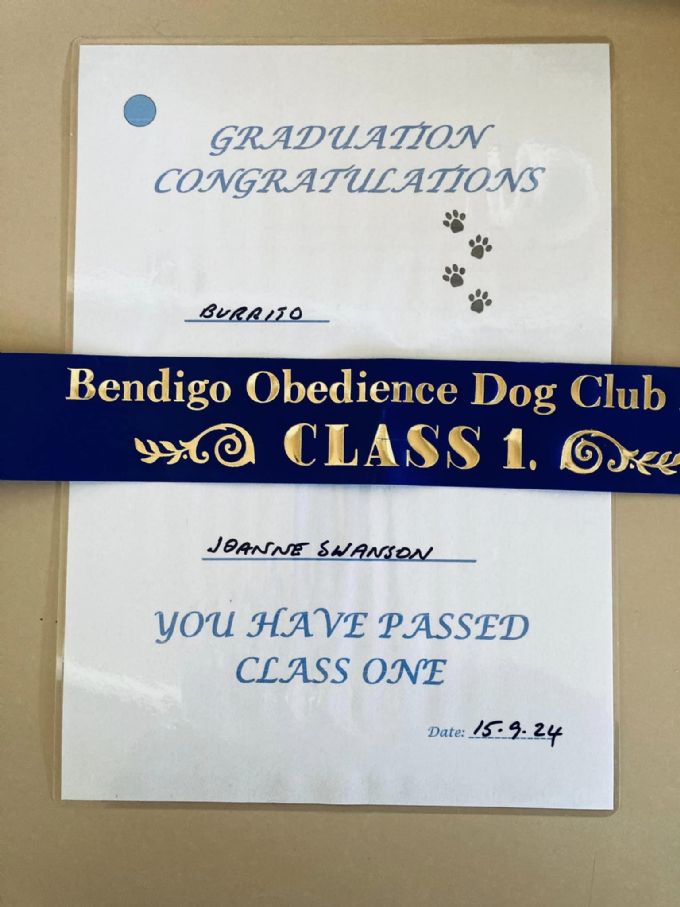 GRADUATION
CONGRATULATIONS
BURRITO
Bendigo Obedience Dog Club
CLASS 1.
JOANNE SWANSON
YOU HAVE PASSED
CLASS ONE
Date: 15.9.24